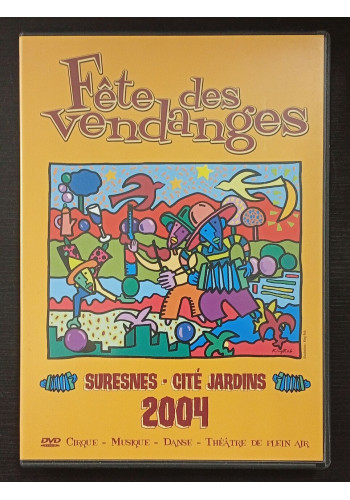 Fête des
vendanges
SURESNES - CITÉ JARDINS
2004
DVD CIRQUE - MUSIQUE - DANSE - THÉÂTRE DE PLEIN AIR